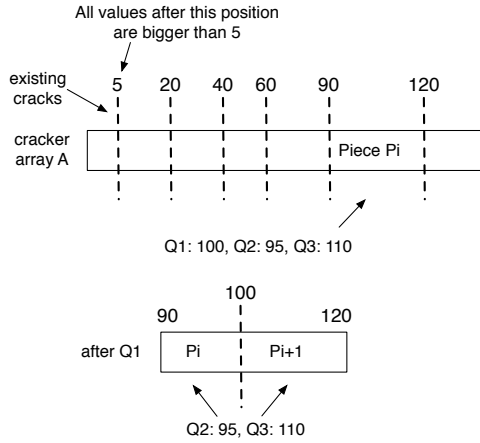 All values after this position
are bigger than 5
existing
cracks
5 20 40 60 90 120
cracker
array A
Piece Pi
Q1: 100, Q2: 95, Q3: 110
100
90 120
after Q1
Pi Pi+1
Q2: 95, Q3: 110